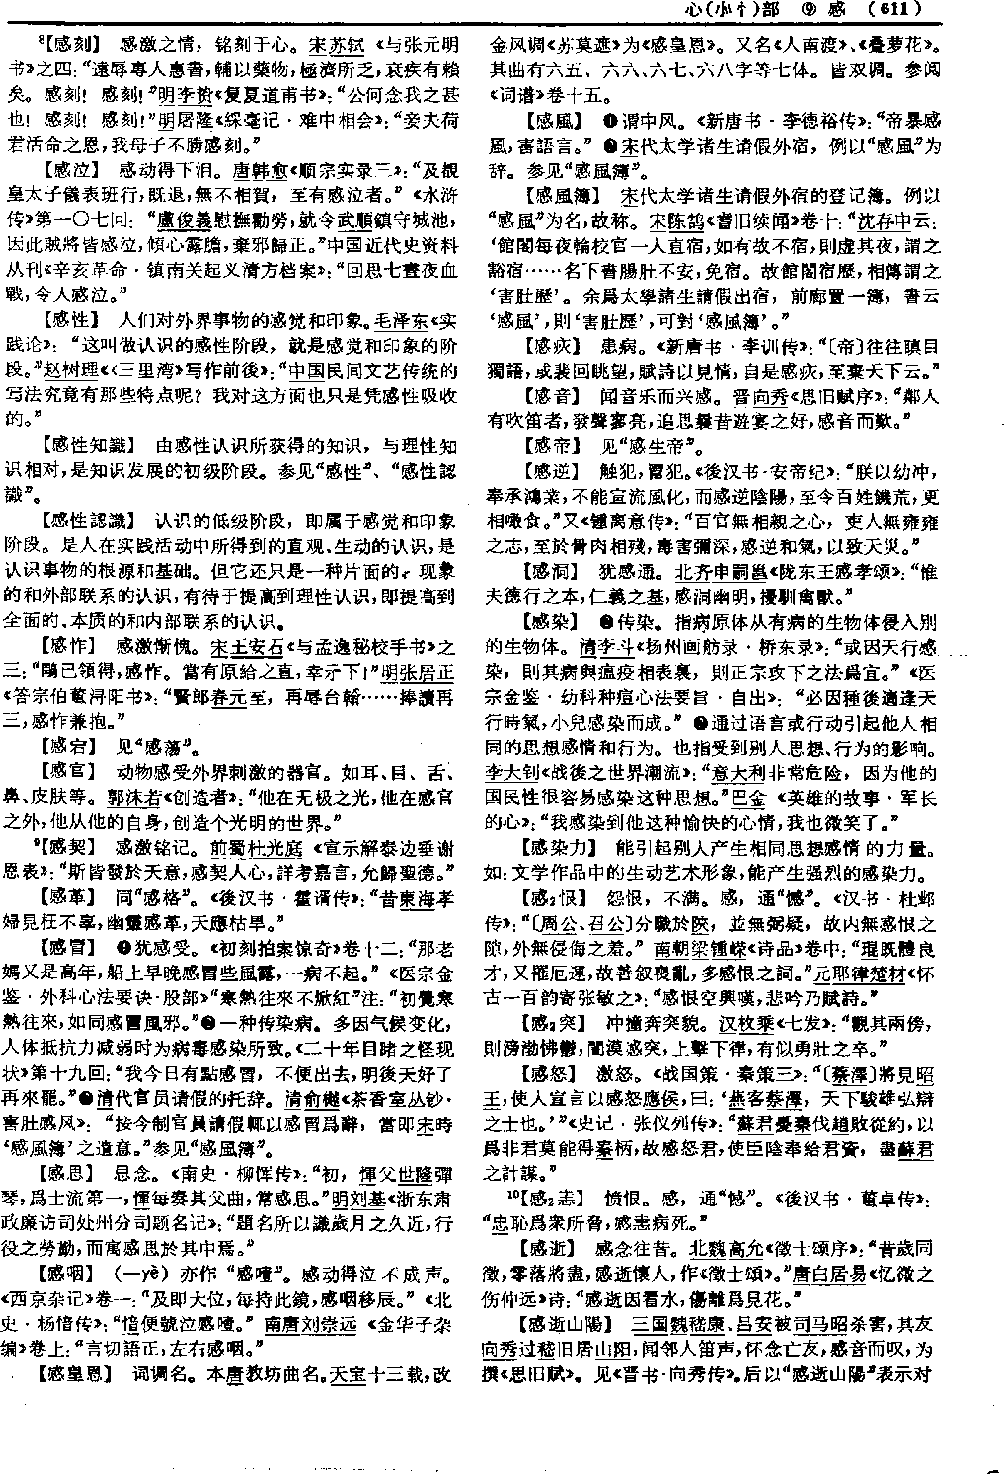 心(小忄)部 ⑨ 感 (611)
⁸【感刻】 感激之情，铭刻于心。宋苏轼《与张元明
书》之四：“遠辱專人惠書，輔以藥物，極濟所乏，衰疾有賴
矣。感刻！感刻！”明李贽《复夏道甫书》：“公何念我之甚
也！感刻！感刻！”明屠隆《綵毫记·难中相会》：“妾夫荷
君活命之恩，我母子不勝感刻。”
【感泣】 感动得下泪。唐韩愈《顺宗实录三》：“及覩
皇太子儀表班行，既退，無不相賀，至有感泣者。”《水浒
传》第一〇七回：“盧俊義慰撫勸勞，就令武順鎮守城池，
因此賊將皆感泣，傾心露膽，棄邪歸正。”中国近代史资料
丛刊《辛亥革命·镇南关起义清方档案》：“回思七晝夜血
戰，令人感泣。”
【感性】 人们对外界事物的感觉和印象。毛泽东《实
践论》：“这叫做认识的感性阶段，就是感觉和印象的阶
段。”赵树理《〈三里湾〉写作前後》：“中国民间文艺传统的
写法究竟有那些特点呢？我对这方面也只是凭感性吸收
的。”
【感性知識】 由感性认识所获得的知识，与理性知
识相对，是知识发展的初级阶段。参见“感性”、“感性認
識”。
【感性認識】 认识的低级阶段，即属于感觉和印象
阶段。是人在实践活动中所得到的直观、生动的认识，是
认识事物的根源和基础。但它还只是一种片面的、现象
的和外部联系的认识，有待于提高到理性认识，即提高到
全面的、本质的和内部联系的认识。
【感怍】 感激惭愧。宋王安石《与孟逸秘校手书》之
三：“鵰已領得，感怍。當有原給之直，幸示下！”明张居正
《答宗伯董浔阳书》：“賢郎春元至，再辱台翰……捧讀再
三，感怍兼抱。”
【感宕】 见“感蕩”。
【感官】 动物感受外界刺激的器官。如耳、目、舌、
鼻、皮肤等。郭沫若《创造者》：“他在无极之光，他在感官
之外，他从他的自身，创造个光明的世界。”
⁹【感契】 感激铭记。前蜀杜光庭《宣示解泰边垂谢
恩表》：“斯皆發於天意，感契人心，詳考嘉言，允歸聖德。”
【感革】 同“感格”。《後汉书·霍谞传》：“昔東海孝
婦見枉不辜，幽靈感革，天應枯旱。”
【感冒】 ❶犹感受。《初刻拍案惊奇》卷十二：“那老
媽又是高年，船上早晚感冒些風露，一病不起。”《医宗金
鉴·外科心法要诀·股部》“寒熱往來不掀紅”注：“初覺寒
熱往來，如同感冒風邪。”❷一种传染病。多因气候变化，
人体抵抗力减弱时为病毒感染所致。《二十年目睹之怪现
状》第十九回：“我今日有點感冒，不便出去，明後天好了
再來罷。”❸清代官员请假的托辞。清俞樾《茶香室丛钞·
害肚感风》：“按今制官員請假輒以感冒爲辭，當即宋時
‘感風簿’之遺意。”参见“感風簿”。
【感思】 思念。《南史·柳恽传》：“初，惲父世隆彈
琴，爲士流第一，惲每奏其父曲，常感思。”明刘基《浙东肃
政廉访司处州分司题名记》：“題名所以識歲月之久近，行
役之勞勤，而寓感思於其中焉。”
【感咽】 （—yè）亦作“感噎”。感动得泣不成声。
《西京杂记》卷一：“及即大位，每持此鏡，感咽移辰。”《北
史·杨愔传》：“愔便號泣感噎。”南唐刘崇远《金华子杂
编》卷上：“言切語正，左右感咽。”
【感皇恩】 词调名。本唐教坊曲名。天宝十三载，改
金风调《苏莫遮》为《感皇恩》。又名《人南渡》、《叠萝花》。
其曲有六五、六六、六七、六八字等七体。皆双调。参阅
《词谱》卷十五。
【感風】 ❶谓中风。《新唐书·李德裕传》：“帝暴感
風，害語言。”❷宋代太学诸生请假外宿，例以“感風”为
辞。参见“感風簿”。
【感風簿】 宋代太学诸生请假外宿的登记簿。例以
“感風”为名，故称。宋陈鹄《耆旧续闻》卷十：“沈存中云：
‘館閣每夜輪校官一人直宿，如有故不宿，則虛其夜，謂之
豁宿……名下書腸肚不安，免宿。故館閣宿歷，相傳謂之
‘害肚歷’。余爲太學諸生請假出宿，前廊置一簿，書云
‘感風’，則‘害肚歷’，可對‘感風簿’。”
【感疾】 患病。《新唐书·李训传》：“〔帝〕往往瞋目
獨語，或裴回眺望，賦詩以見情，自是感疾，至棄天下云。”
【感音】 闻音乐而兴感。晋向秀《思旧赋序》：“鄰人
有吹笛者，發聲寥亮，追思曩昔遊宴之好，感音而歎。”
【感帝】 见“感生帝”。
【感逆】 触犯，冒犯。《後汉书·安帝纪》：“朕以幼冲，
奉承鴻業，不能宣流風化，而感逆陰陽，至令百姓饑荒，更
相噉食。”又《鍾离意传》：“百官無相親之心，吏人無雍雍
之志，至於骨肉相殘，毒害彌深，感逆和氣，以致天災。”
【感洞】 犹感通。北齐申嗣邕《陇东王感孝颂》：“惟
夫德行之本，仁義之基，感洞幽明，擾馴禽獸。”
【感染】 ❶传染。指病原体从有病的生物体侵入别
的生物体。清李斗《扬州画舫录·桥东录》：“或因天行感
染，則其病與瘟疫相表裏，則正宗攻下之法爲宜。”《医
宗金鉴·幼科种痘心法要旨·自出》：“必因種後適逢天
行時氣，小兒感染而成。”❷通过语言或行动引起他人相
同的思想感情和行为。也指受到别人思想、行为的影响。
李大钊《战後之世界潮流》：“意大利非常危险，因为他的
国民性很容易感染这种思想。”巴金《英雄的故事·军长
的心》：“我感染到他这种愉快的心情，我也微笑了。”
【感染力】 能引起别人产生相同思想感情的力量。
如：文学作品中的生动艺术形象，能产生强烈的感染力。
【感₂恨】 怨恨，不满。感，通“憾”。《汉书·杜邺
传》：“〔周公、召公〕分職於陝，並無弼疑，故内無感恨之
隙，外無侵侮之羞。”南朝梁锺嵘《诗品》卷中：“琨既體良
才，又罹厄運，故善叙喪亂，多感恨之詞。”元耶律楚材《怀
古一百韵寄张敏之》：“感恨空興嘆，悲吟乃賦詩。”
【感₂突】 冲撞奔突貌。汉枚乘《七发》：“觀其兩傍，
則滂渤怫鬱，闇漠感突，上擊下律，有似勇壯之卒。”
【感怒】 激怒。《战国策·秦策三》：“〔蔡澤〕將見昭
王，使人宣言以感怒應侯，曰：‘燕客蔡澤，天下駿雄弘辯
之士也。’”《史记·张仪列传》：“蘇君憂秦伐趙敗從約，以
爲非君莫能得秦柄，故感怒君，使臣陰奉給君資，盡蘇君
之計謀。”
¹⁰【感₂恚】 愤恨。感，通“憾”。《後汉书·董卓传》：
“忠恥爲衆所脅，感恚病死。”
【感逝】 感念往昔。北魏高允《徵士颂序》：“昔歲同
徵，零落將盡，感逝懷人，作《徵士頌》。”唐白居易《忆微之
伤仲远》诗：“感逝因看水，傷離爲見花。”
【感逝山陽】 三国魏嵇康、吕安被司马昭杀害，其友
向秀过嵇旧居山阳，闻邻人笛声，怀念亡友，感音而叹，为
撰《思旧赋》。见《晋书·向秀传》。后以“感逝山陽”表示对